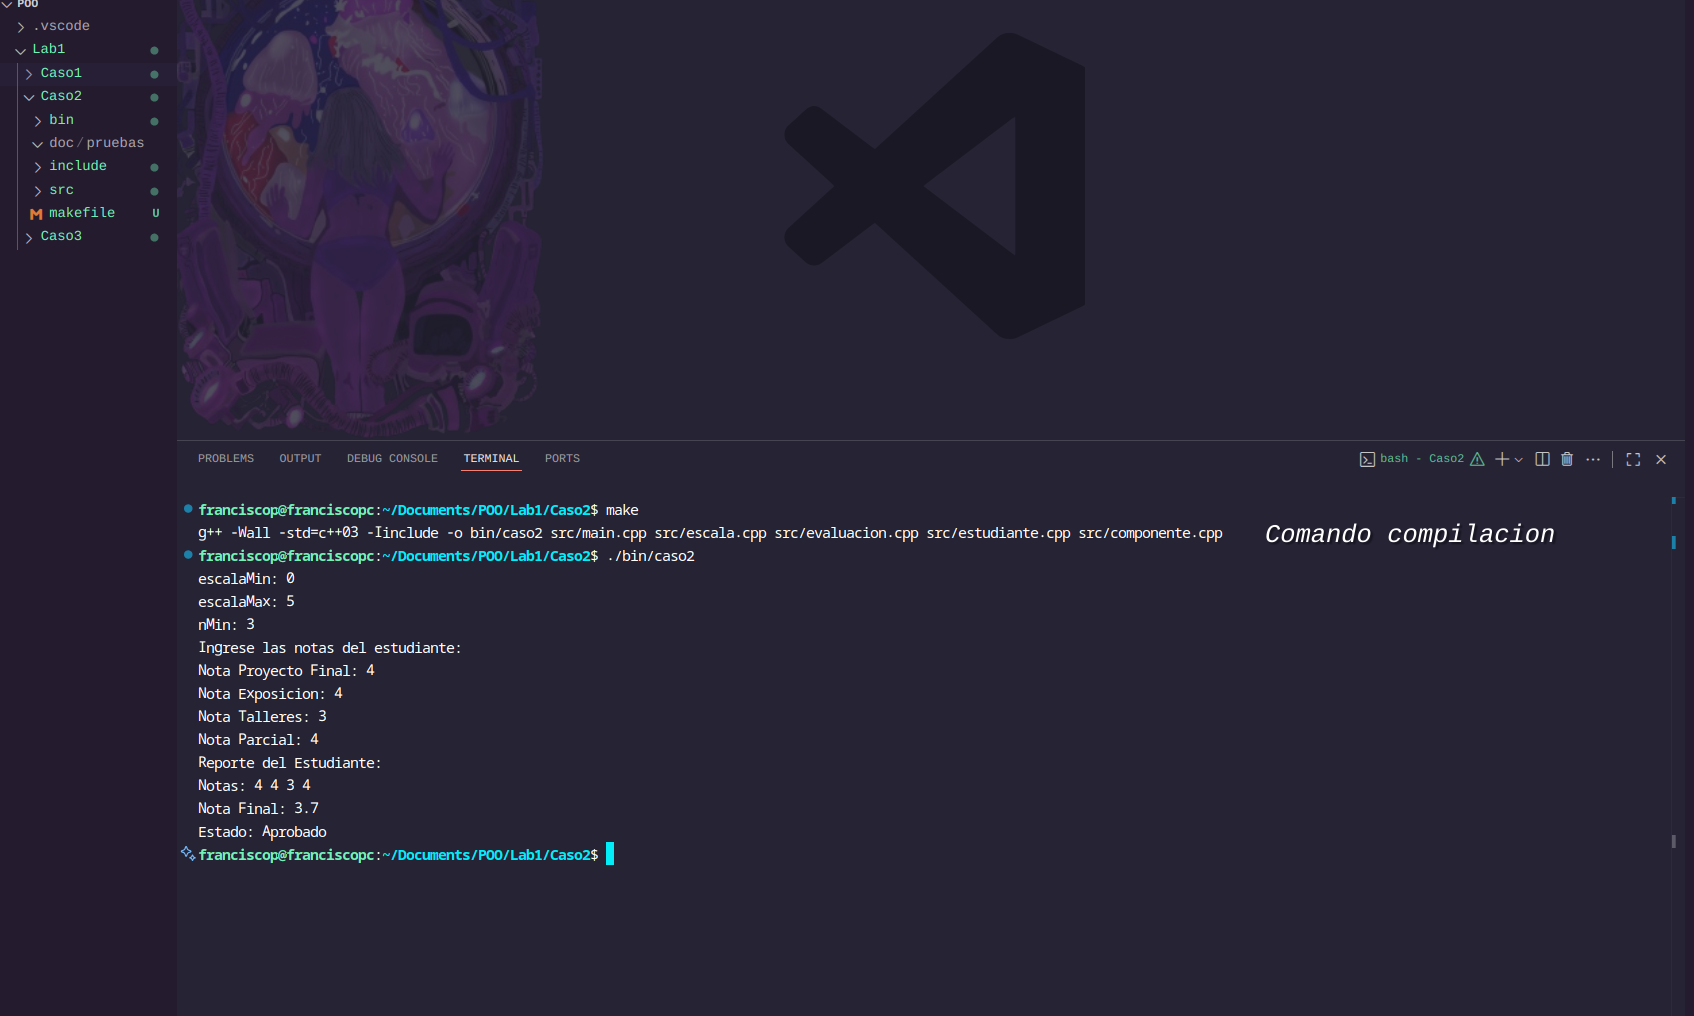 POO
.vscode
Lab1
Caso1
Caso2
bin
doc/pruebas
include
src
makefile U
Caso3
PROBLEMS OUTPUT DEBUG CONSOLE TERMINAL PORTS
bash - Caso2
franciscop@franciscopc:~/Documents/POO/Lab1/Caso2$ make
g++ -Wall -std=c++03 -Iinclude -o bin/caso2 src/main.cpp src/escala.cpp src/evaluacion.cpp src/estudiante.cpp src/componente.cpp
Comando compilacion
franciscop@franciscopc:~/Documents/POO/Lab1/Caso2$ ./bin/caso2
escalaMin: 0
escalaMax: 5
nMin: 3
Ingrese las notas del estudiante:
Nota Proyecto Final: 4
Nota Exposicion: 4
Nota Talleres: 3
Nota Parcial: 4
Reporte del Estudiante:
Notas: 4 4 3 4
Nota Final: 3.7
Estado: Aprobado
franciscop@franciscopc:~/Documents/POO/Lab1/Caso2$